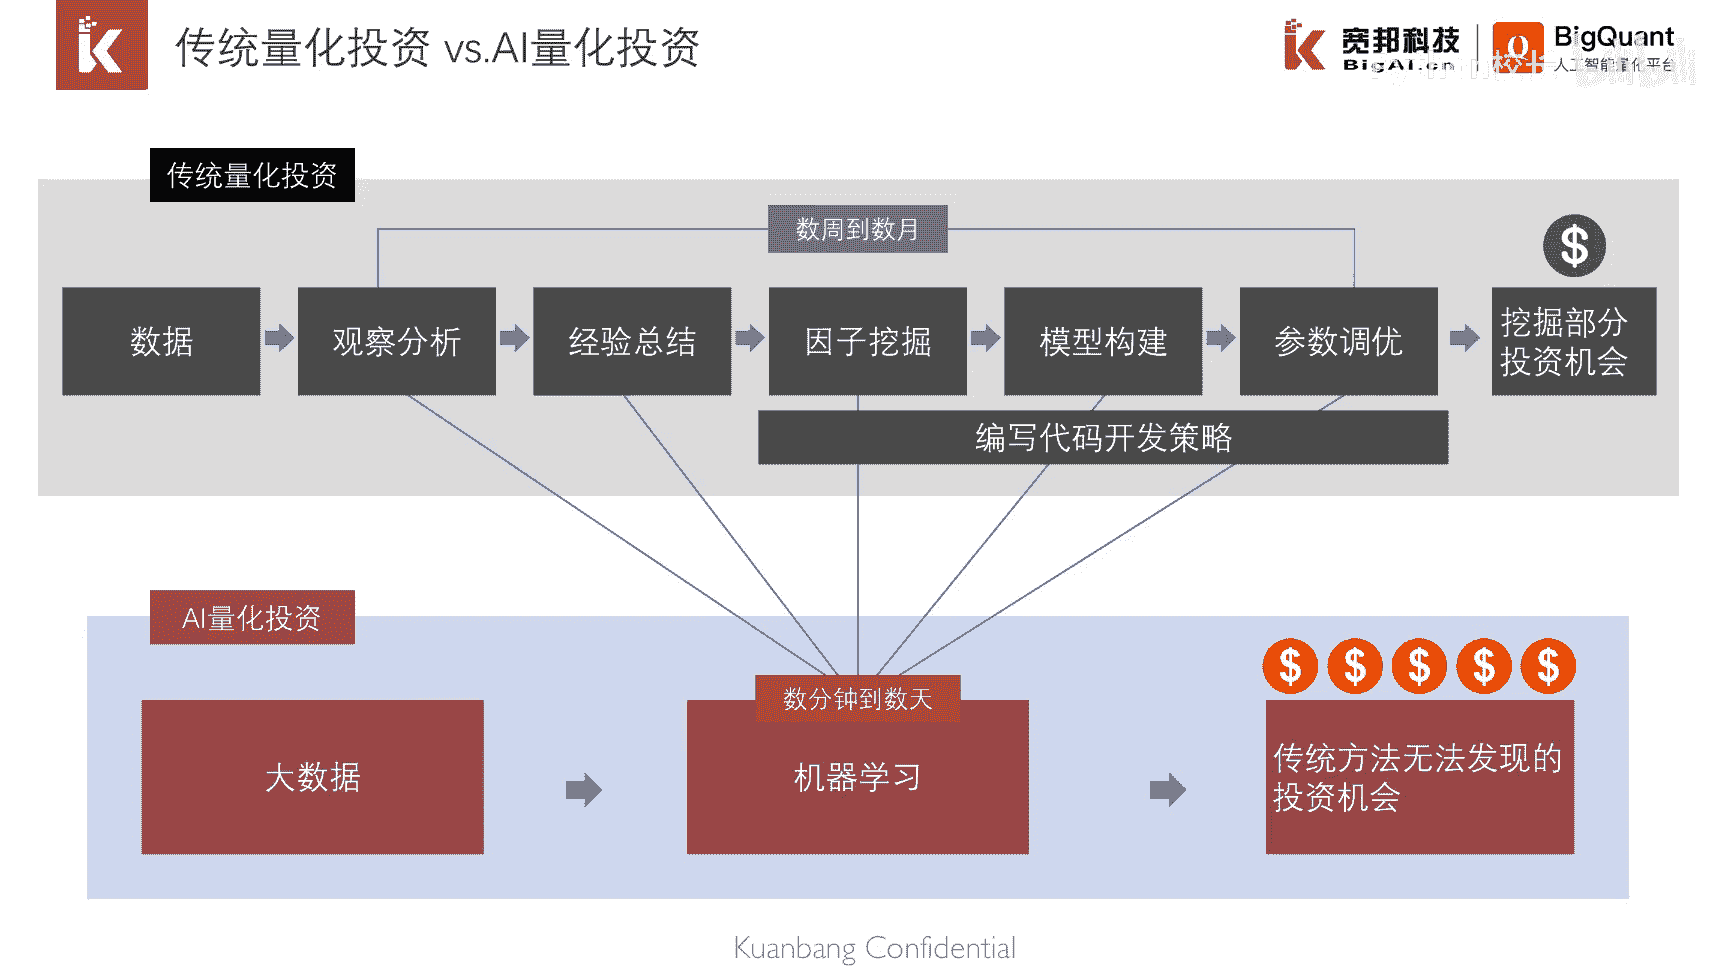 传统量化投资 vs.AI量化投资
宽邦科技
BigAI.cn
BigQuant
人工智能量化平台
传统量化投资
数周到数月
$
数据
观察分析
经验总结
因子挖掘
模型构建
参数调优
挖掘部分
投资机会
编写代码开发策略
AI量化投资
数分钟到数天
$ $ $ $ $
大数据
机器学习
传统方法无法发现的
投资机会
Kuanbang Confidential